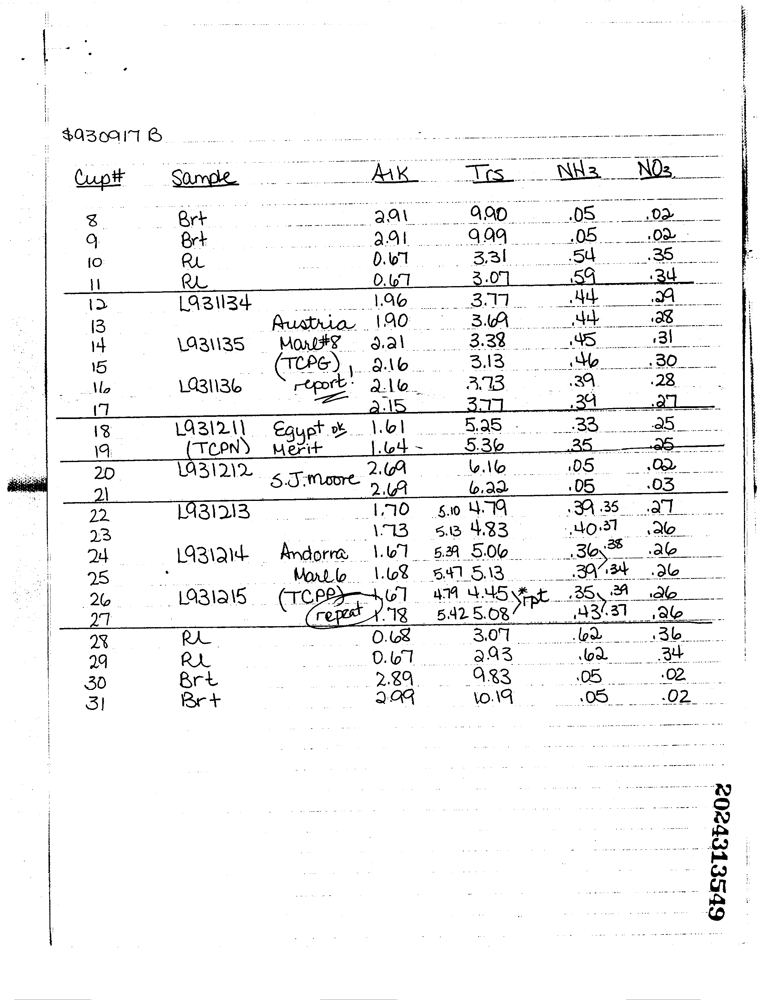 $930917 B
Cup# Sample Alk Trs NH3 NO3
8 Brt 2.91 9.90 .05 .02
9 Brt 2.91 9.99 .05 .02
10 Rl 0.67 3.31 .54 .35
11 Rl 0.67 3.07 .59 .34
12 L931134 1.96 3.77 .44 .29
13 Austria 1.90 3.69 .44 .28
14 L931135 Marl#8 2.21 3.38 .45 .31
15 (TCPG) 2.16 3.13 .46 .30
16 L931136 report! 2.16 3.73 .39 .28
17 2.15 3.77 .39 .27
18 L931211 Egypt ok 1.61 5.25 .33 .25
19 (TCPN) Merit 1.64 5.36 .35 .25
20 L931212 2.69 6.16 .05 .02
21 S.J.Moore 2.69 6.22 .05 .03
22 L931213 1.70 5.10 4.79 .39 .35 .27
23 1.73 5.13 4.83 .40 .37 .26
24 L931214 Andorra 1.67 5.39 5.06 .36 .38 .26
25 Marl6 1.68 5.47 5.13 .39 .34 .26
26 L931215 (TCPP) 1.67 4.79 4.45 *rpt .35 .39 .26
27 repeat 1.78 5.42 5.08 .43 .37 .26
28 Rl 0.68 3.07 .62 .36
29 Rl 0.67 2.93 .62 .34
30 Brt 2.89 9.83 .05 .02
31 Brt 2.99 10.19 .05 .02
2024313549